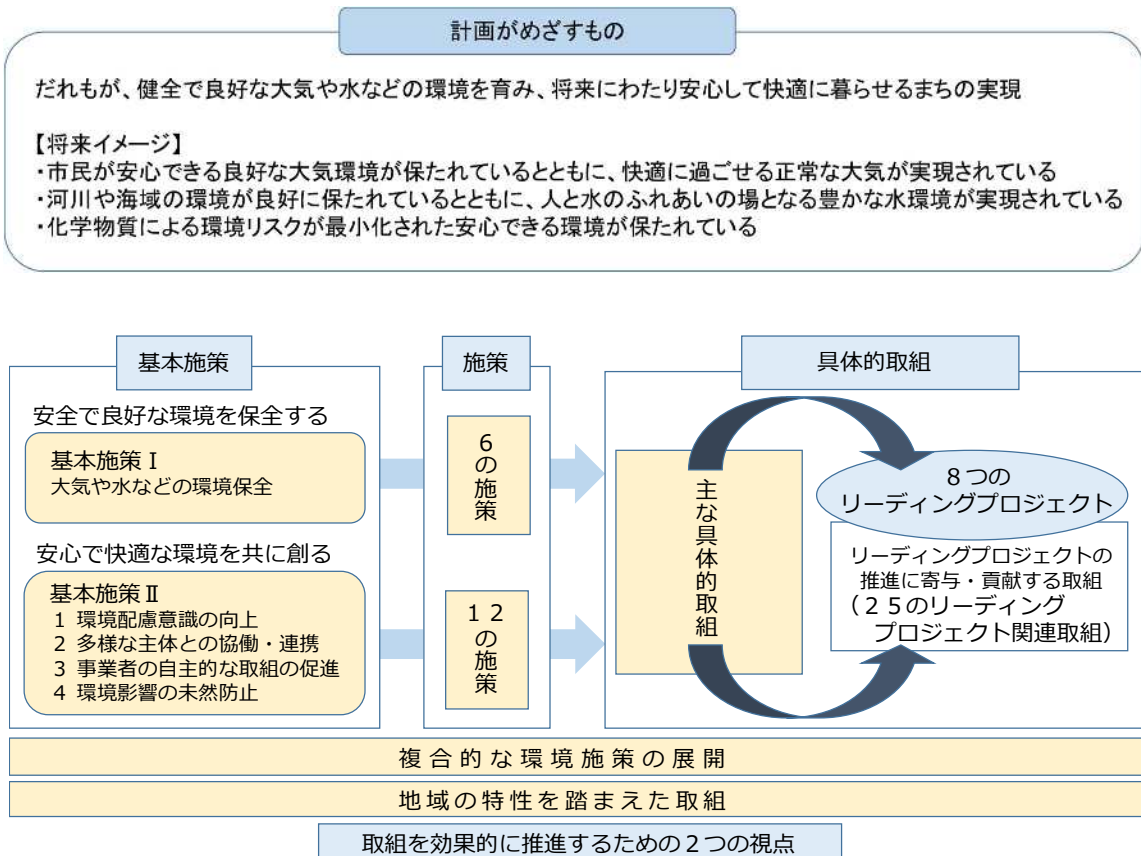 計画がめざすもの
だれもが、健全で良好な大気や水などの環境を育み、将来にわたり安心して快適に暮らせるまちの実現
【将来イメージ】
・市民が安心できる良好な大気環境が保たれているとともに、快適に過ごせる正常な大気が実現されている
・河川や海域の環境が良好に保たれているとともに、人と水のふれあいの場となる豊かな水環境が実現されている
・化学物質による環境リスクが最小化された安心できる環境が保たれている
基本施策
安全で良好な環境を保全する
基本施策Ⅰ
大気や水などの環境保全
安心で快適な環境を共に創る
基本施策Ⅱ
1 環境配慮意識の向上
2 多様な主体との協働・連携
3 事業者の自主的な取組の促進
4 環境影響の未然防止
施策
6の施策
12の施策
具体的取組
主な具体的取組
8つの
リーディングプロジェクト
リーディングプロジェクトの
推進に寄与・貢献する取組
(25のリーディング
プロジェクト関連取組)
複合的な環境施策の展開
地域の特性を踏まえた取組
取組を効果的に推進するための2つの視点